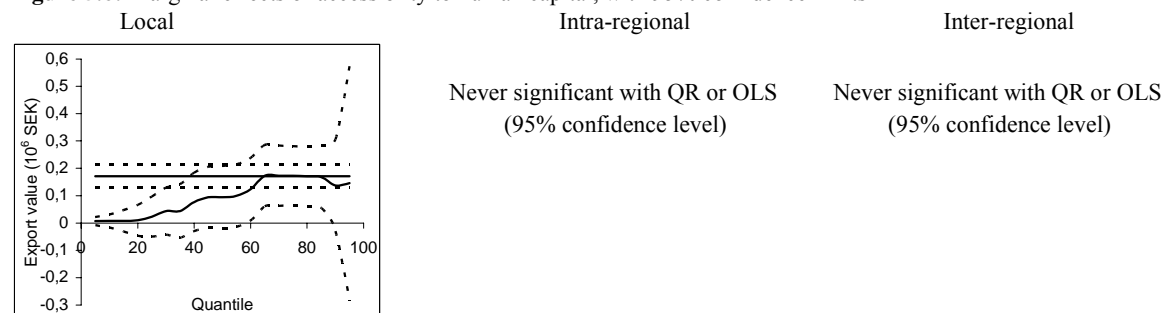 Local
Intra-regional
Inter-regional
Never significant with QR or OLS
(95% confidence level)
Never significant with QR or OLS
(95% confidence level)
Export value (10⁶ SEK)
0,6
0,5
0,4
0,3
0,2
0,1
0
-0,1
-0,2
-0,3
0
20
40
60
80
100
Quantile